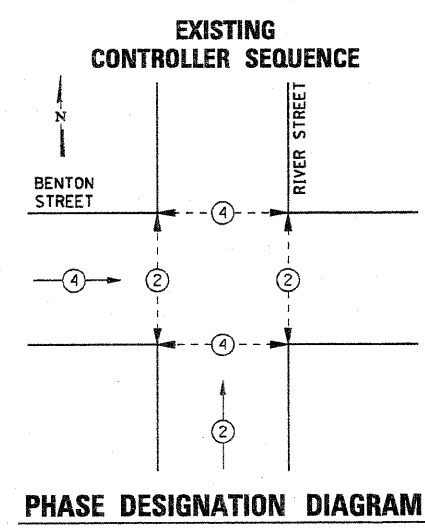 EXISTING
CONTROLLER SEQUENCE
N
RIVER STREET
BENTON
STREET
4
4
2
2
4
2
PHASE DESIGNATION DIAGRAM